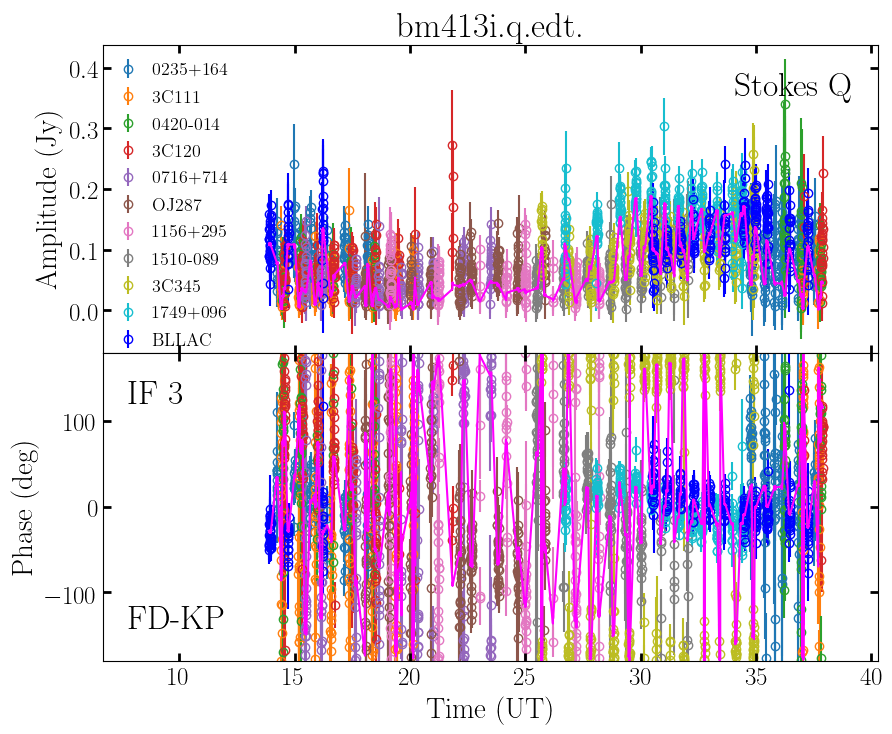 bm413i.q.edt.
Stokes Q
Amplitude (Jy)
0.4
0.3
0.2
0.1
0.0
0235+164
3C111
0420-014
3C120
0716+714
OJ287
1156+295
1510-089
3C345
1749+096
BLLAC
IF 3
Phase (deg)
100
0
−100
FD-KP
10 15 20 25 30 35 40
Time (UT)